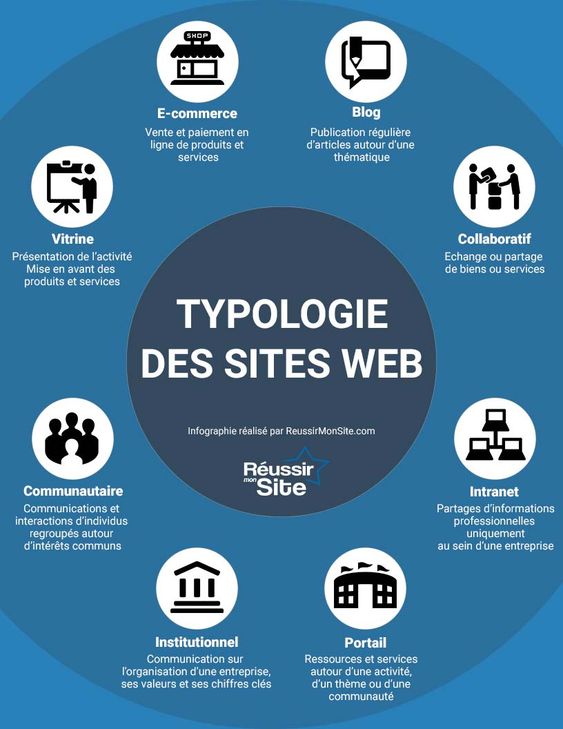 SHOP
E-commerce
Vente et paiement en
ligne de produits et
services
Blog
Publication régulière
d'articles autour d'une
thématique
Vitrine
Présentation de l'activité
Mise en avant des
produits et services
Collaboratif
Echange ou partage
de biens ou services
TYPOLOGIE
DES SITES WEB
Infographie réalisé par ReussirMonSite.com
Réussir
mon Site
Communautaire
Communications et
interactions d'individus
regroupés autour
d'intérêts communs
Intranet
Partages d'informations
professionnelles
uniquement
au sein d'une entreprise
Institutionnel
Communication sur
l'organisation d'une entreprise,
ses valeurs et ses chiffres clés
Portail
Ressources et services
autour d'une activité,
d'un thème ou d'une
communauté